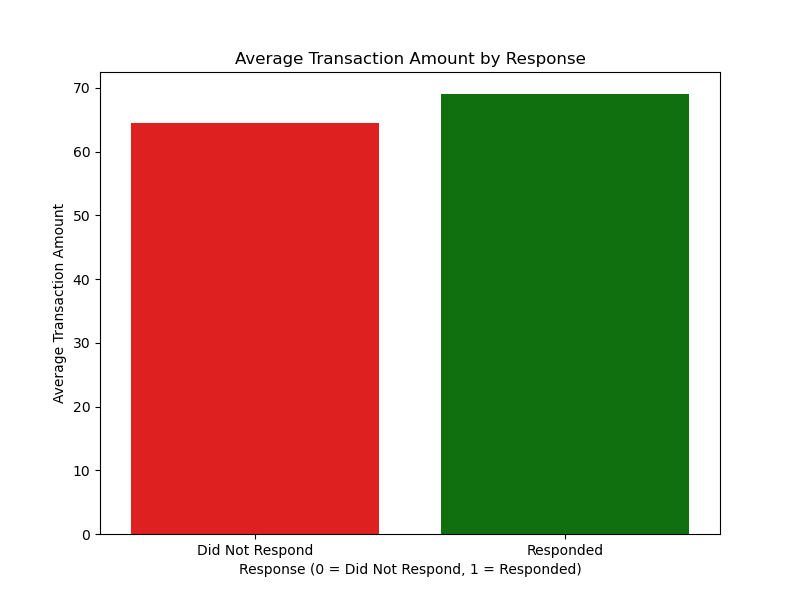 Average Transaction Amount by Response
70
60
50
40
30
20
10
0
Average Transaction Amount
Did Not Respond
Responded
Response (0 = Did Not Respond, 1 = Responded)